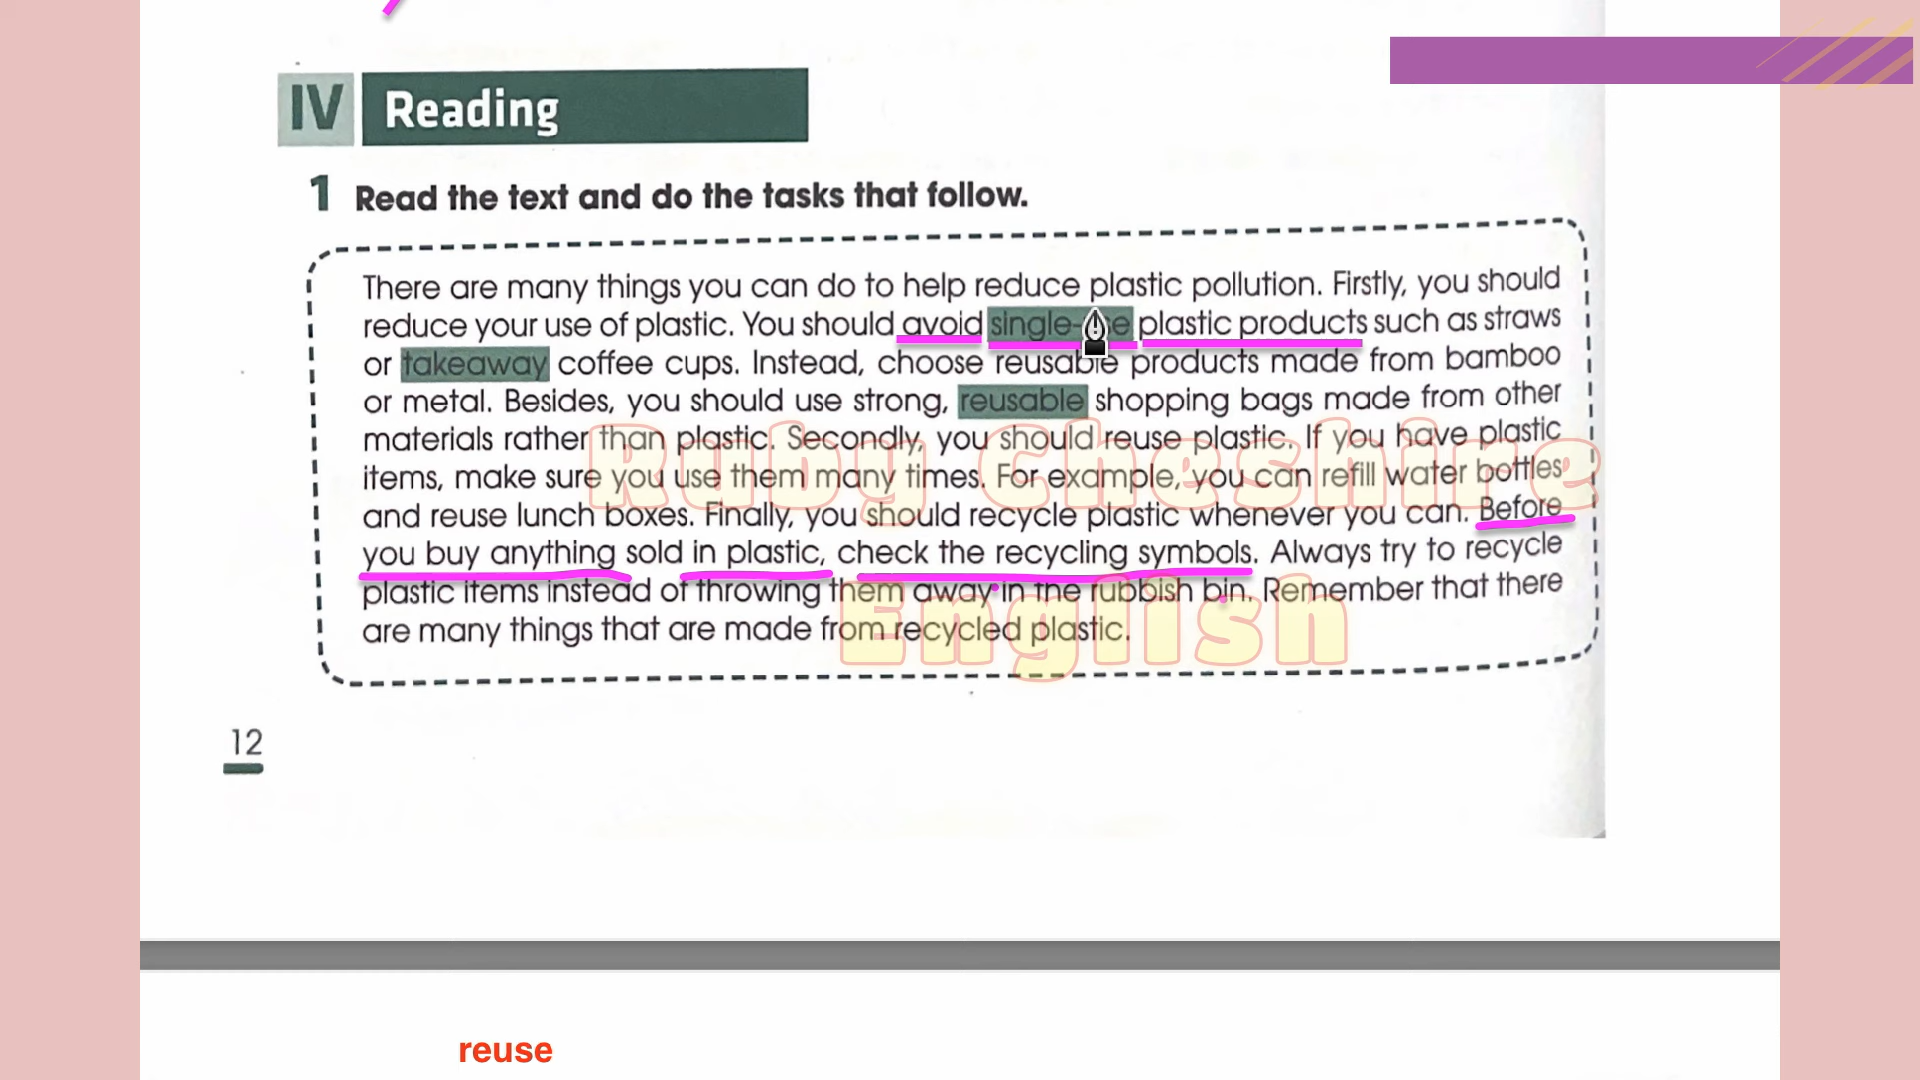 IV Reading
1 Read the text and do the tasks that follow.
There are many things you can do to help reduce plastic pollution. Firstly, you should
reduce your use of plastic. You should avoid single- e plastic products such as straws
or takeaway coffee cups. Instead, choose reusable products made from bamboo
or metal. Besides, you should use strong, reusable shopping bags made from other
materials rather than plastic. Secondly, you should reuse plastic. If you have plastic
items, make sure you use them many times. For example, you can refill water bottles
and reuse lunch boxes. Finally, you should recycle plastic whenever you can. Before
you buy anything sold in plastic, check the recycling symbols. Always try to recycle
plastic items instead of throwing them away in the rubbish bin. Remember that there
are many things that are made from recycled plastic.
Ruby Cheshire
English
12
reuse